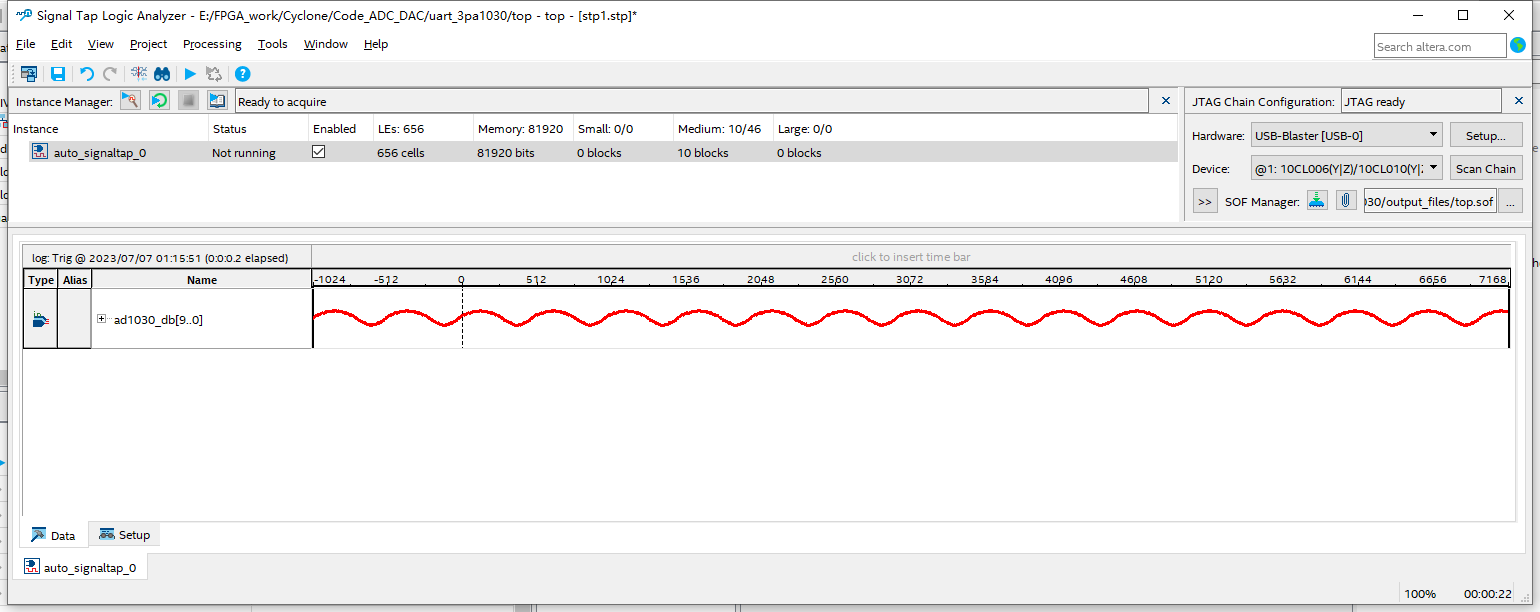 Signal Tap Logic Analyzer - E:/FPGA_work/Cyclone/Code_ADC_DAC/uart_3pa1030/top - top - [stp1.stp]*
File Edit View Project Processing Tools Window Help
Search altera.com
Instance Manager: Ready to acquire
JTAG Chain Configuration: JTAG ready
Instance Status Enabled LEs: 656 Memory: 81920 Small: 0/0 Medium: 10/46 Large: 0/0
auto_signaltap_0 Not running 656 cells 81920 bits 0 blocks 10 blocks 0 blocks
Hardware: USB-Blaster [USB-0] Setup...
Device: @1: 10CL006(Y|Z)/10CL010(Y|Z Scan Chain
>> SOF Manager: 030/output_files/top.sof ...
log: Trig @ 2023/07/07 01:15:51 (0:0:0.2 elapsed) click to insert time bar
Type Alias Name -1024 -512 0 512 1024 1536 2048 2560 3072 3584 4096 4608 5120 5632 6144 6656 7168
ad1030_db[9..0]
Data Setup
auto_signaltap_0
100% 00:00:22